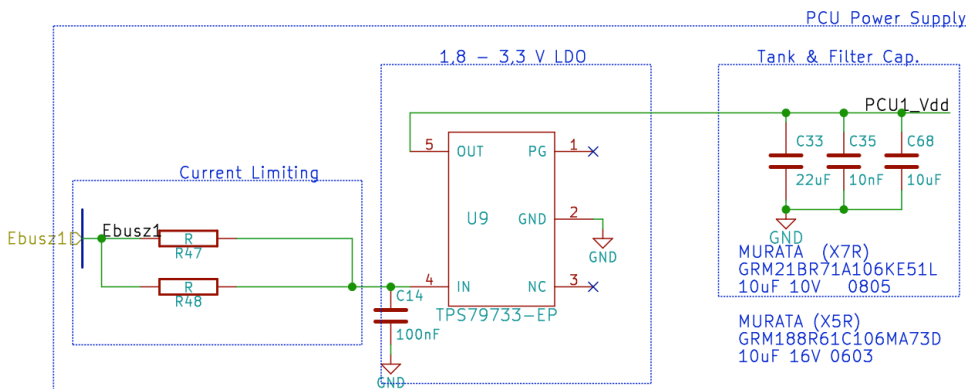 PCU Power Supply
1,8 - 3,3 V LDO
Tank & Filter Cap.
PCU1_Vdd
5 OUT PG 1
C33 C35 C68
22uF 10nF 10uF
Current Limiting
U9
GND 2
Ebusz1 Ebusz1
R
R47
GND
GND
MURATA (X7R)
GRM21BR71A106KE51L
10uF 10V 0805
R
R48
4 IN NC 3
C14
100nF
TPS79733-EP
MURATA (X5R)
GRM188R61C106MA73D
10uF 16V 0603
GND